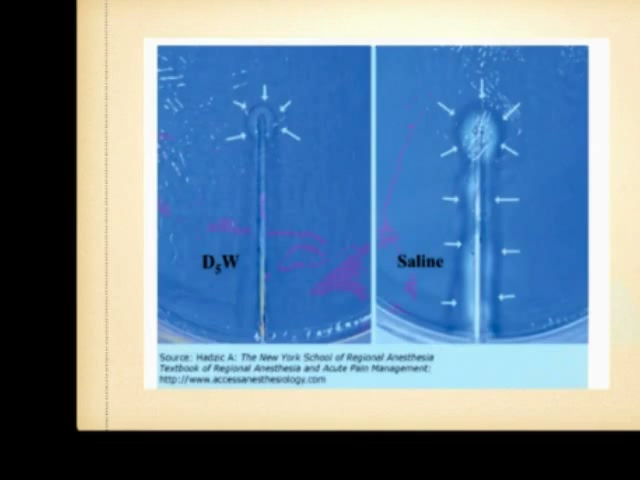 D₅W
Saline
Source: Hadzic A: The New York School of Regional Anesthesia
Textbook of Regional Anesthesia and Acute Pain Management:
http://www.accessanesthesiology.com